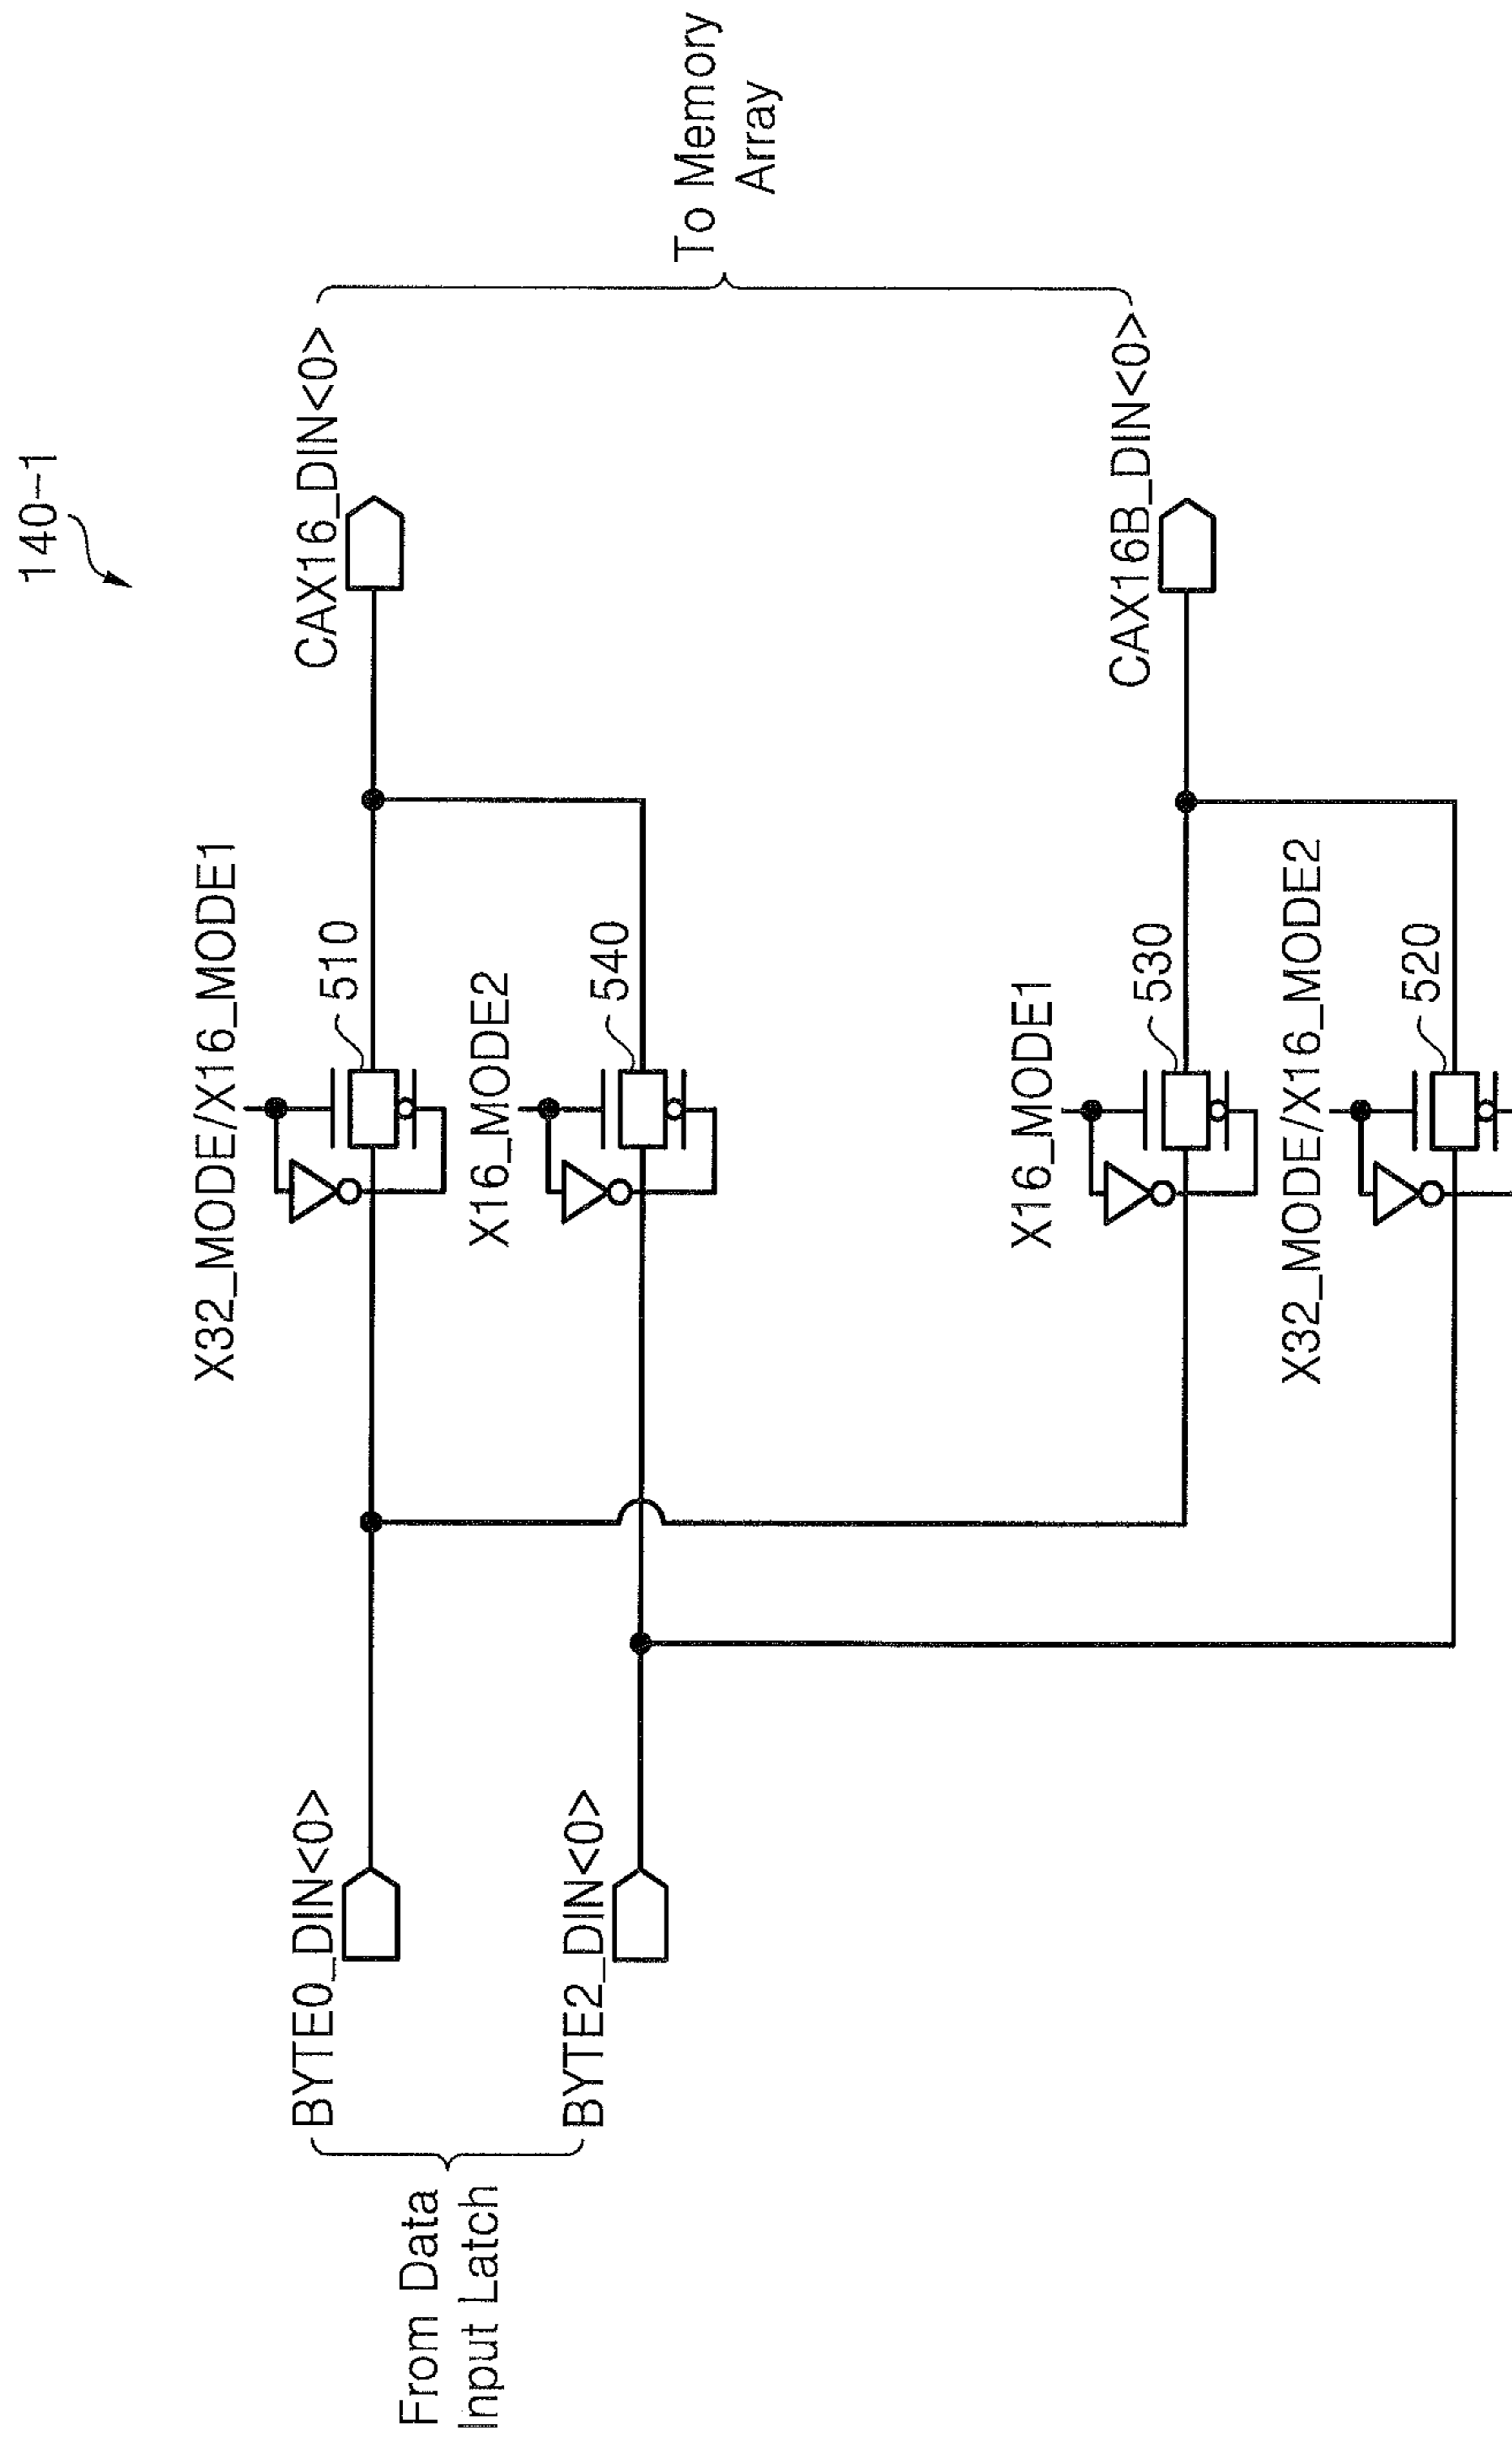 140-1
From Data
Input Latch
BYTE0_DIN<0>
BYTE2_DIN<0>
X32_MODE/X16_MODE1
510
X16_MODE2
540
X16_MODE1
530
X32_MODE/X16_MODE2
520
CAX16_DIN<0>
CAX16B_DIN<0>
To Memory
Array